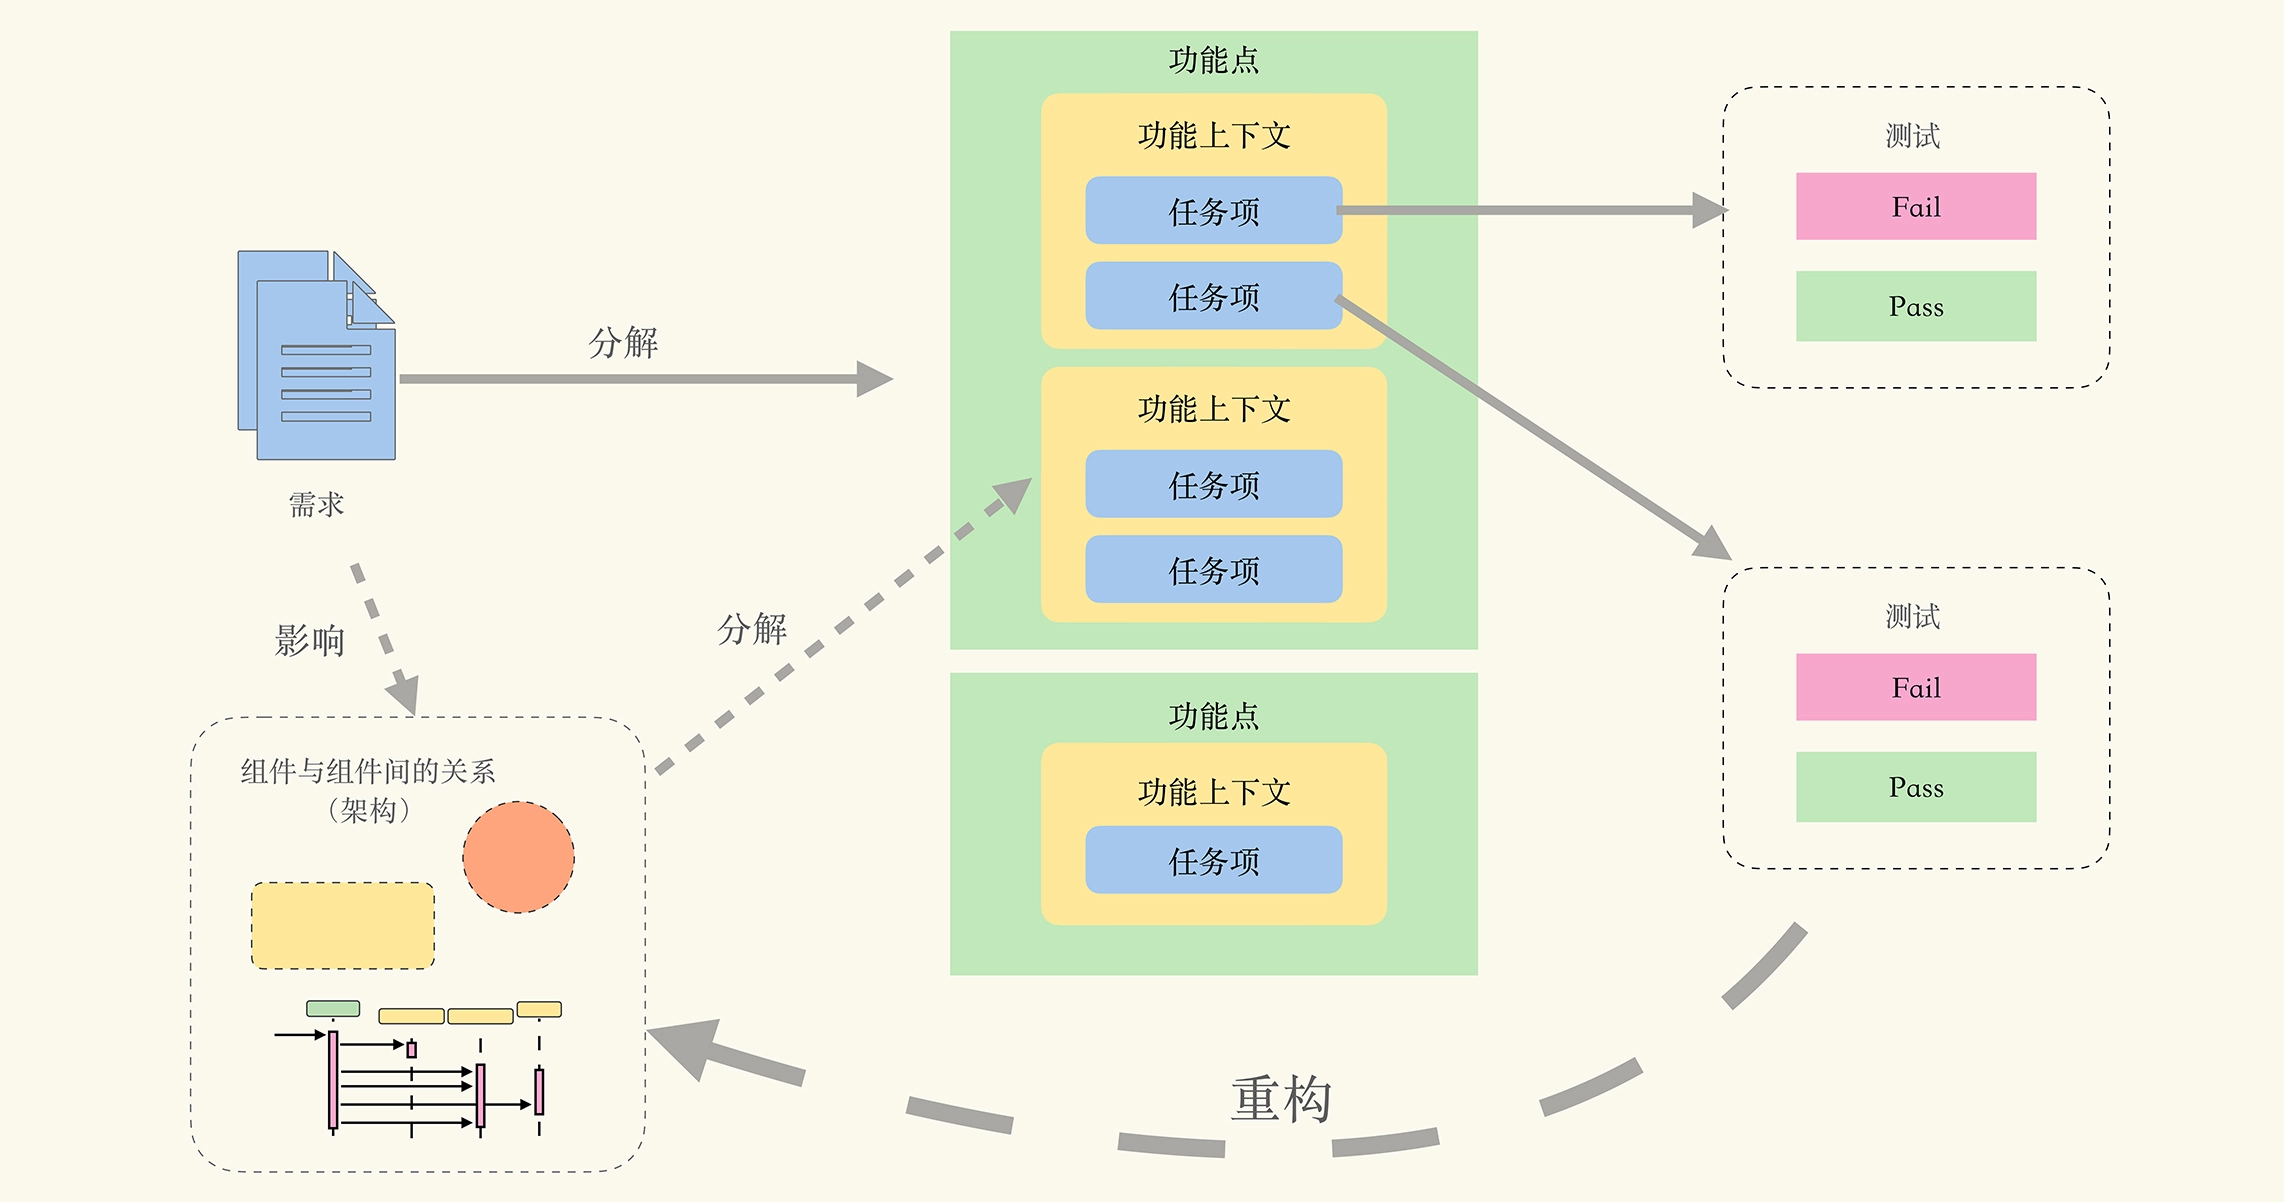 需求
分解
影响
组件与组件间的关系
（架构）
分解
功能点
功能上下文
任务项
任务项
功能上下文
任务项
任务项
功能点
功能上下文
任务项
测试
Fail
Pass
测试
Fail
Pass
重构